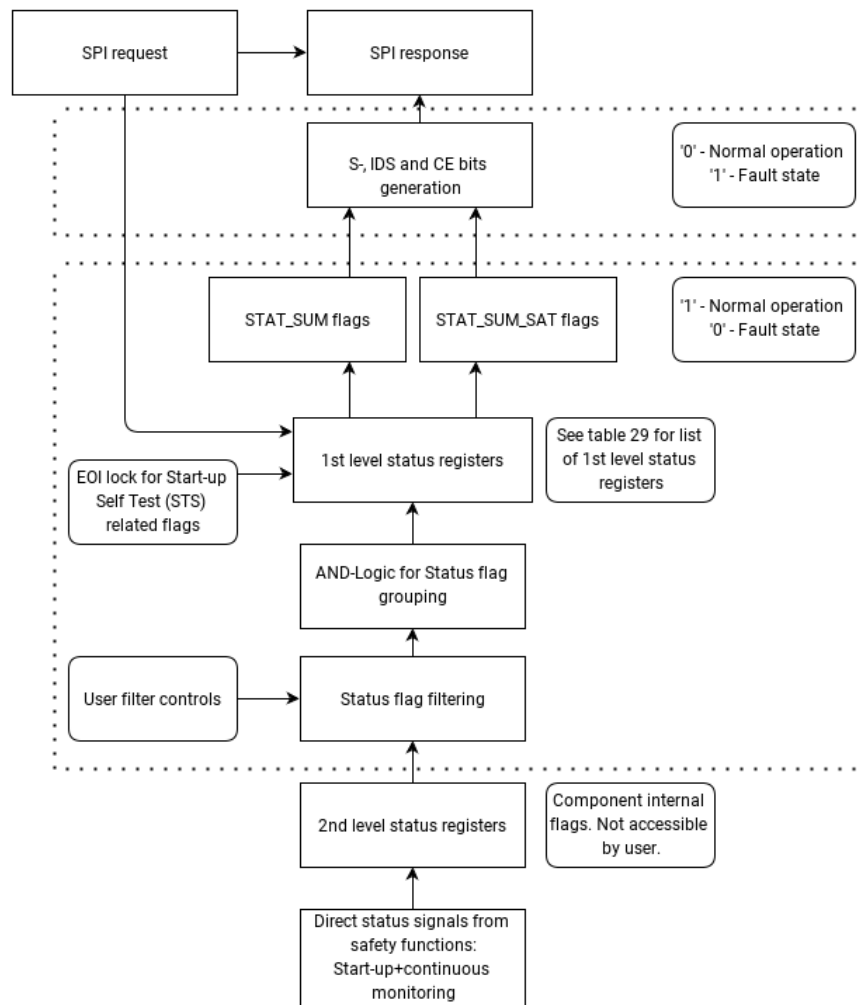 SPI request
SPI response
S-, IDS and CE bits
generation
'0' - Normal operation
'1' - Fault state
STAT_SUM flags
STAT_SUM_SAT flags
'1' - Normal operation
'0' - Fault state
1st level status registers
See table 29 for list
of 1st level status
registers
EOI lock for Start-up
Self Test (STS)
related flags
AND-Logic for Status flag
grouping
User filter controls
Status flag filtering
2nd level status registers
Component internal
flags. Not accessible
by user.
Direct status signals from
safety functions:
Start-up+continuous
monitoring